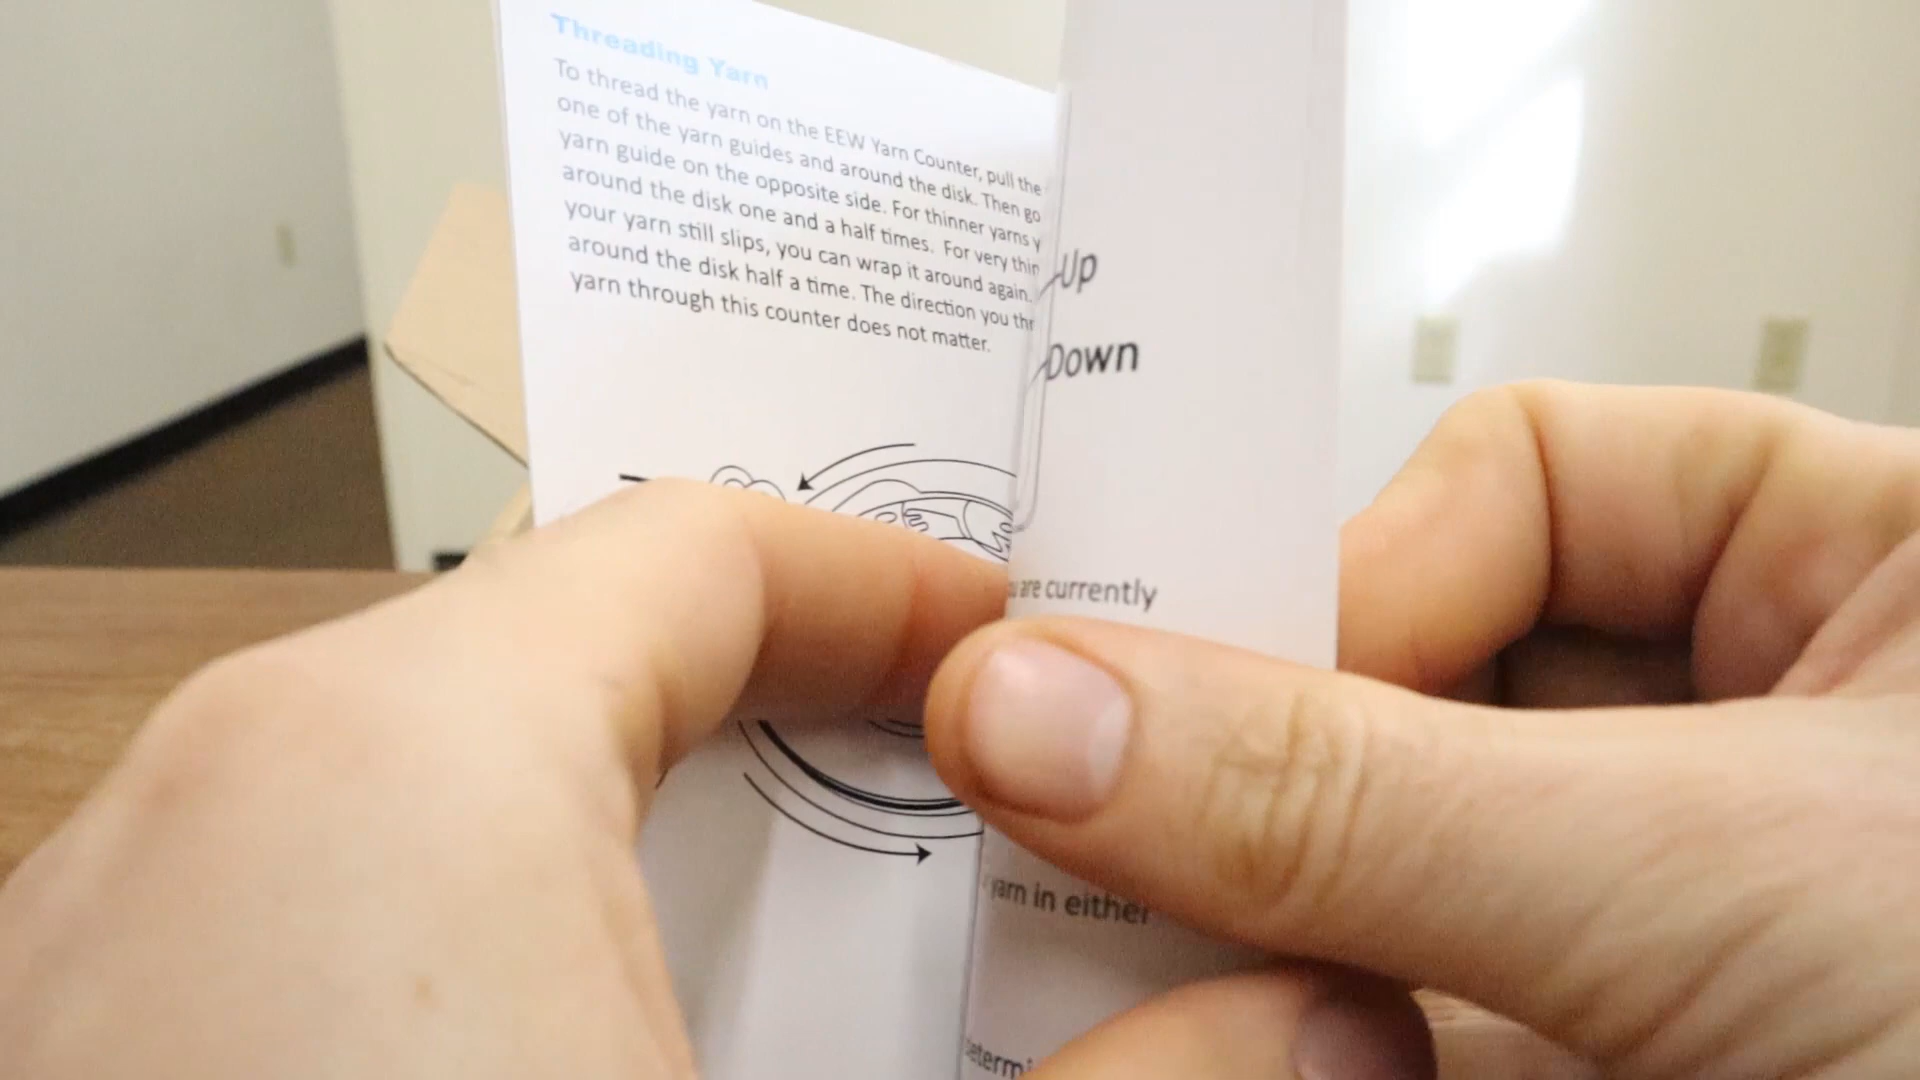 Threading Yarn
To thread the yarn on the EEW Yarn Counter, pull the
one of the yarn guides and around the disk. Then go
yarn guide on the opposite side. For thinner yarns y
around the disk one and a half times. For very thin
your yarn still slips, you can wrap it around again.
around the disk half a time. The direction you thr
yarn through this counter does not matter.
Up
Down
are currently
yarn in either